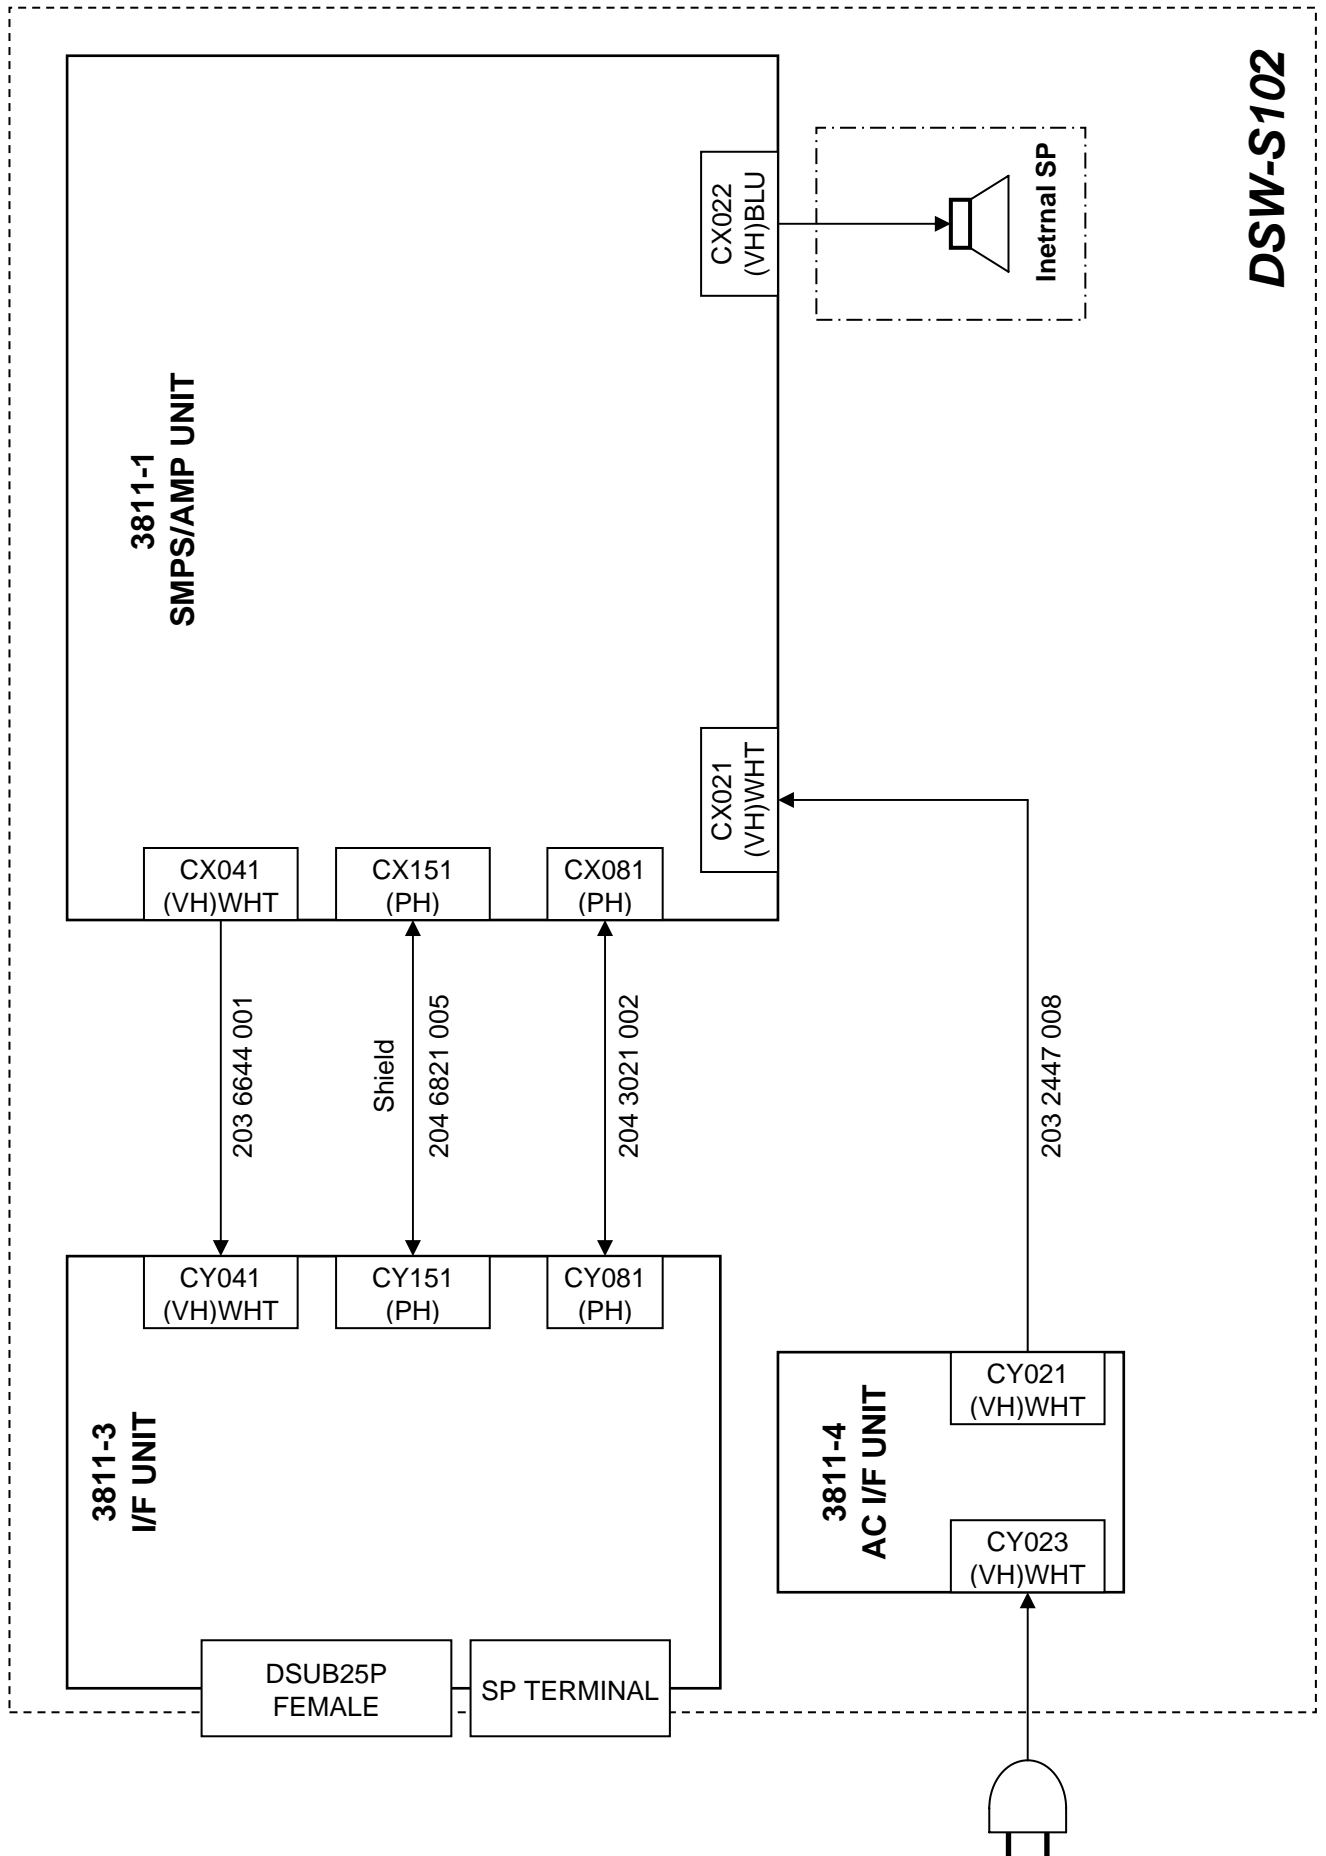 DSW-S102
3811-1
SMPS/AMP UNIT
CX022
(VH)BLU
Inetrnal SP
CX021
(VH)WHT
CX041
(VH)WHT
CX151
(PH)
CX081
(PH)
203 6644 001
Shield
204 6821 005
204 3021 002
203 2447 008
CY041
(VH)WHT
CY151
(PH)
CY081
(PH)
3811-3
I/F UNIT
CY021
(VH)WHT
3811-4
AC I/F UNIT
CY023
(VH)WHT
DSUB25P
FEMALE
SP TERMINAL